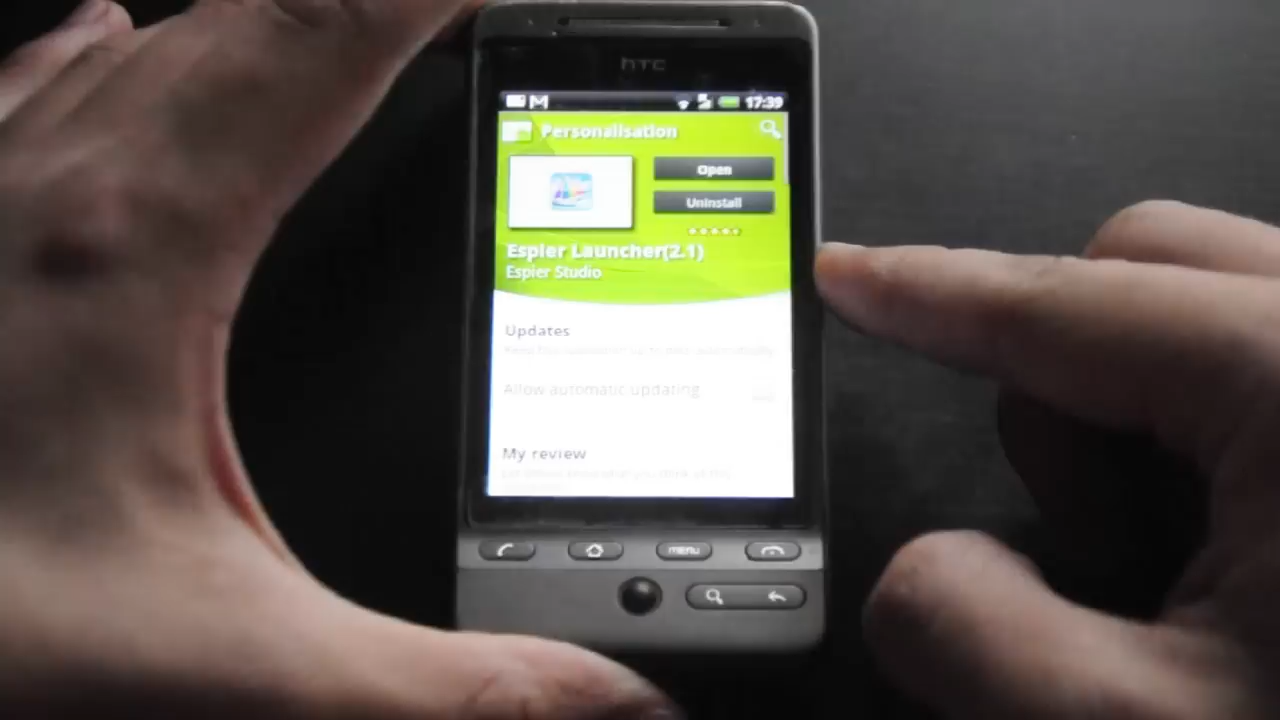 hTC
17:39
Personalisation
Open
Uninstall
Espier Launcher(2.1)
Espier Studio
Updates
Allow automatic updating
My review
MENU